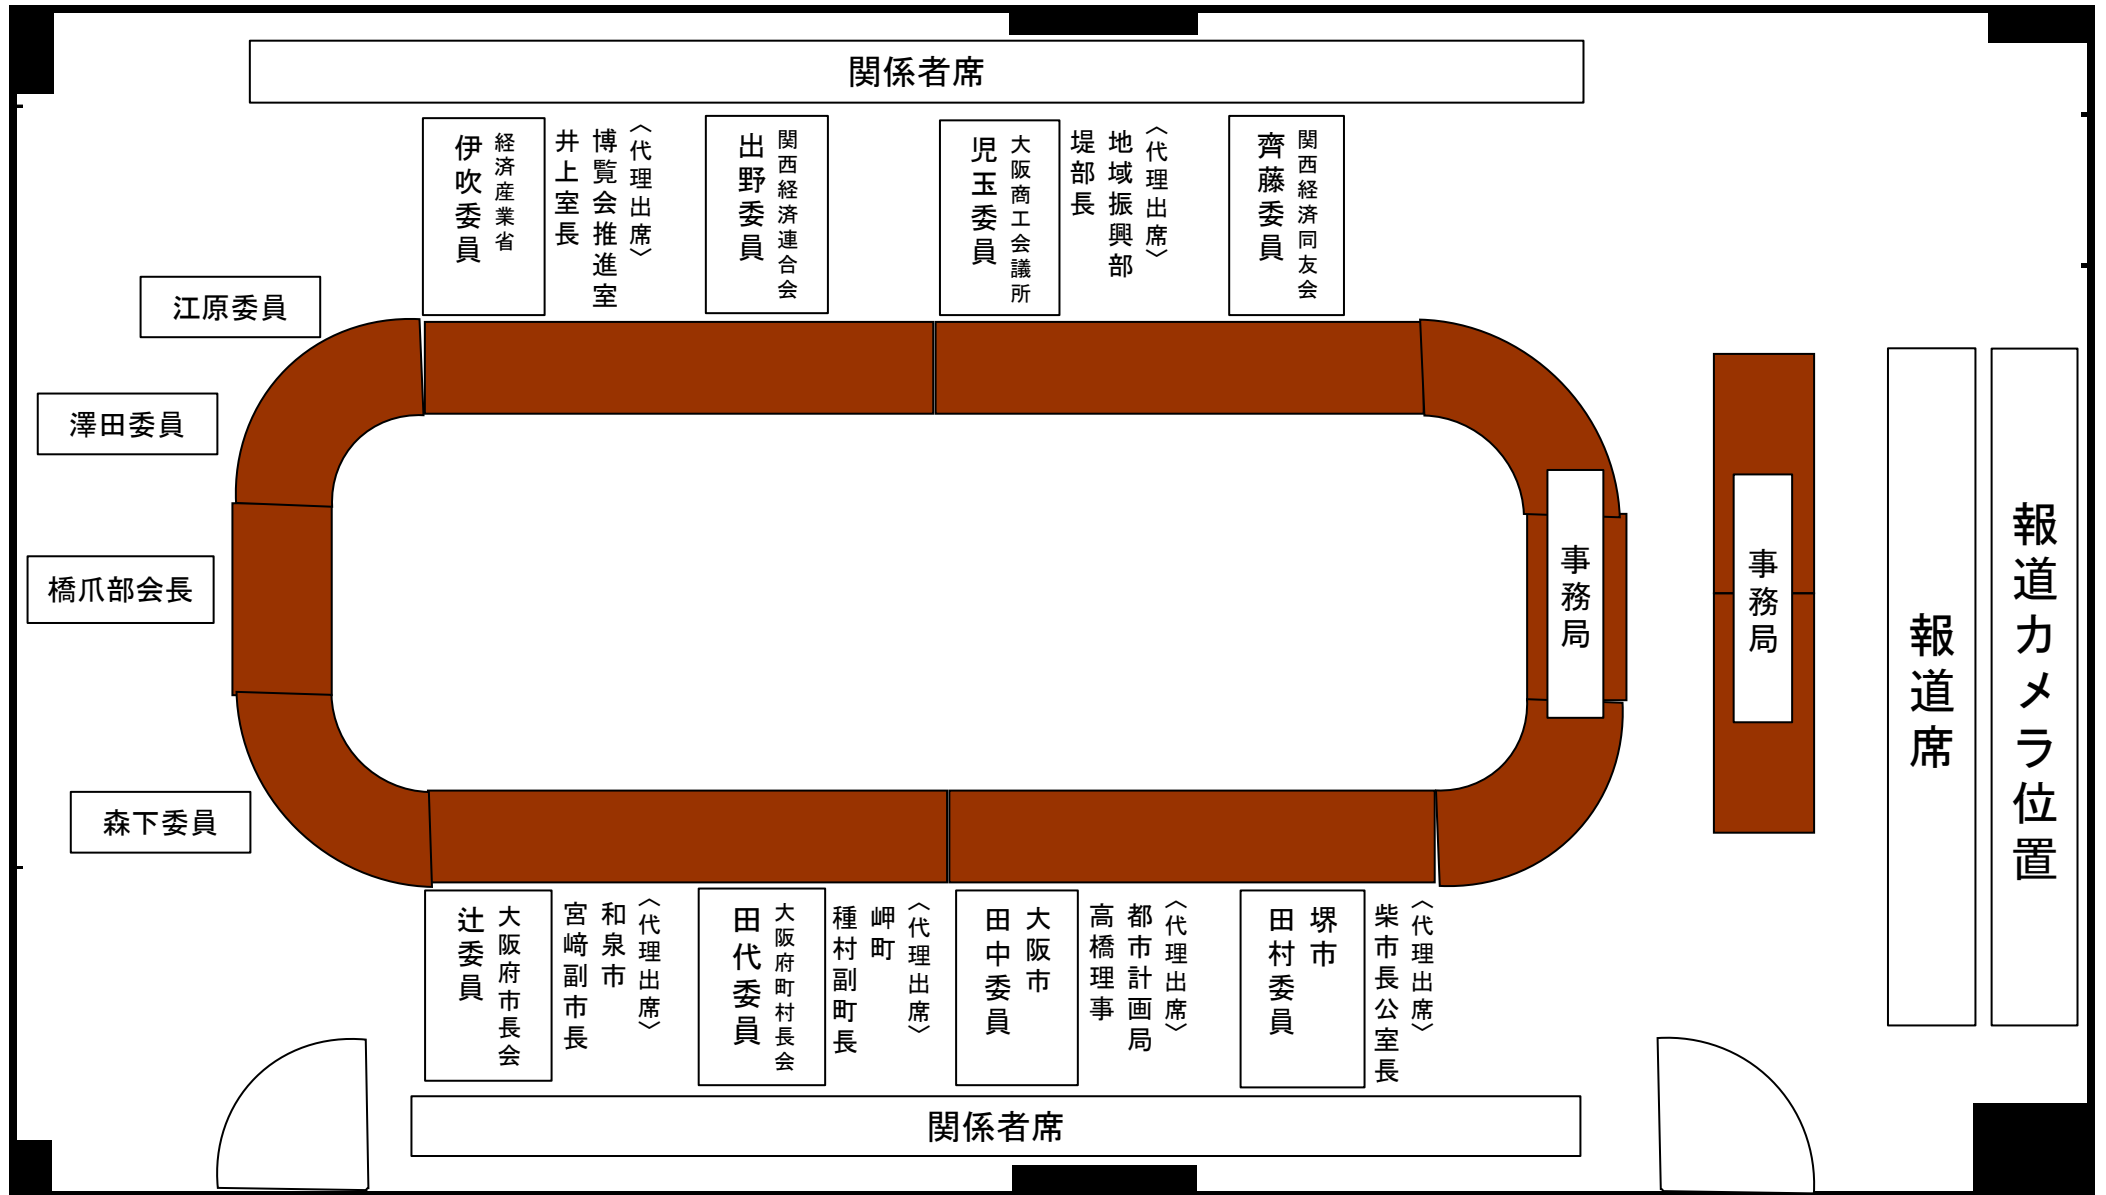 関係者席
経済産業省
伊吹委員
〈代理出席〉
博覧会推進室
井上室長
関西経済連合会
出野委員
大阪商工会議所
児玉委員
〈代理出席〉
地域振興部
堤部長
関西経済同友会
齊藤委員
江原委員
澤田委員
橋爪部会長
森下委員
事務局
事務局
報道席
報道カメラ位置
大阪府市長会
辻委員
〈代理出席〉
和泉市
宮﨑副市長
大阪府町村長会
田代委員
〈代理出席〉
岬町
種村副町長
大阪市
田中委員
〈代理出席〉
都市計画局
高橋理事
堺市
田村委員
〈代理出席〉
柴市長公室長
関係者席